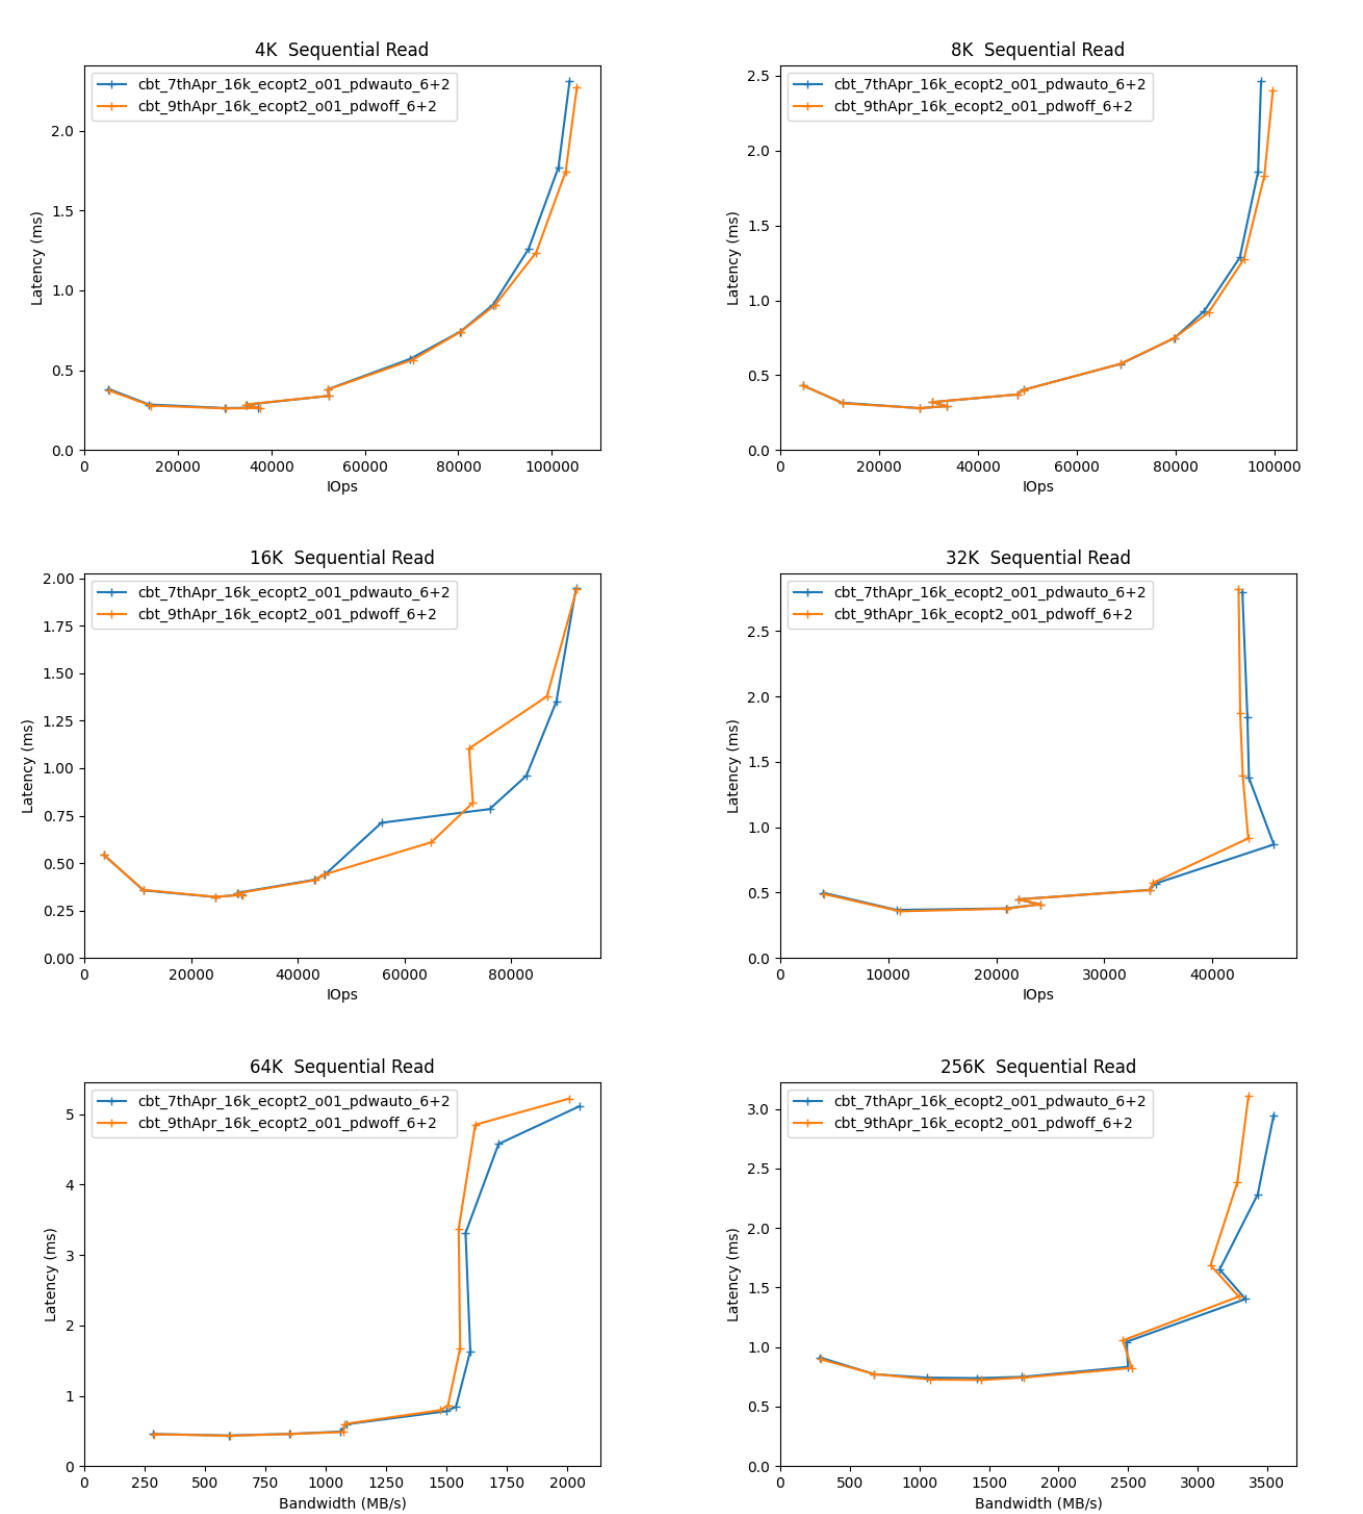 4K  Sequential Read
cbt_7thApr_16k_ecopt2_o01_pdwauto_6+2
cbt_9thApr_16k_ecopt2_o01_pdwoff_6+2
Latency (ms)
2.0
1.5
1.0
0.5
0.0
0 20000 40000 60000 80000 100000
IOps
8K  Sequential Read
cbt_7thApr_16k_ecopt2_o01_pdwauto_6+2
cbt_9thApr_16k_ecopt2_o01_pdwoff_6+2
Latency (ms)
2.5
2.0
1.5
1.0
0.5
0.0
0 20000 40000 60000 80000 100000
IOps
16K  Sequential Read
cbt_7thApr_16k_ecopt2_o01_pdwauto_6+2
cbt_9thApr_16k_ecopt2_o01_pdwoff_6+2
Latency (ms)
2.00
1.75
1.50
1.25
1.00
0.75
0.50
0.25
0.00
0 20000 40000 60000 80000
IOps
32K  Sequential Read
cbt_7thApr_16k_ecopt2_o01_pdwauto_6+2
cbt_9thApr_16k_ecopt2_o01_pdwoff_6+2
Latency (ms)
2.5
2.0
1.5
1.0
0.5
0.0
0 10000 20000 30000 40000
IOps
64K  Sequential Read
cbt_7thApr_16k_ecopt2_o01_pdwauto_6+2
cbt_9thApr_16k_ecopt2_o01_pdwoff_6+2
Latency (ms)
5
4
3
2
1
0
0 250 500 750 1000 1250 1500 1750 2000
Bandwidth (MB/s)
256K  Sequential Read
cbt_7thApr_16k_ecopt2_o01_pdwauto_6+2
cbt_9thApr_16k_ecopt2_o01_pdwoff_6+2
Latency (ms)
3.0
2.5
2.0
1.5
1.0
0.5
0.0
0 500 1000 1500 2000 2500 3000 3500
Bandwidth (MB/s)